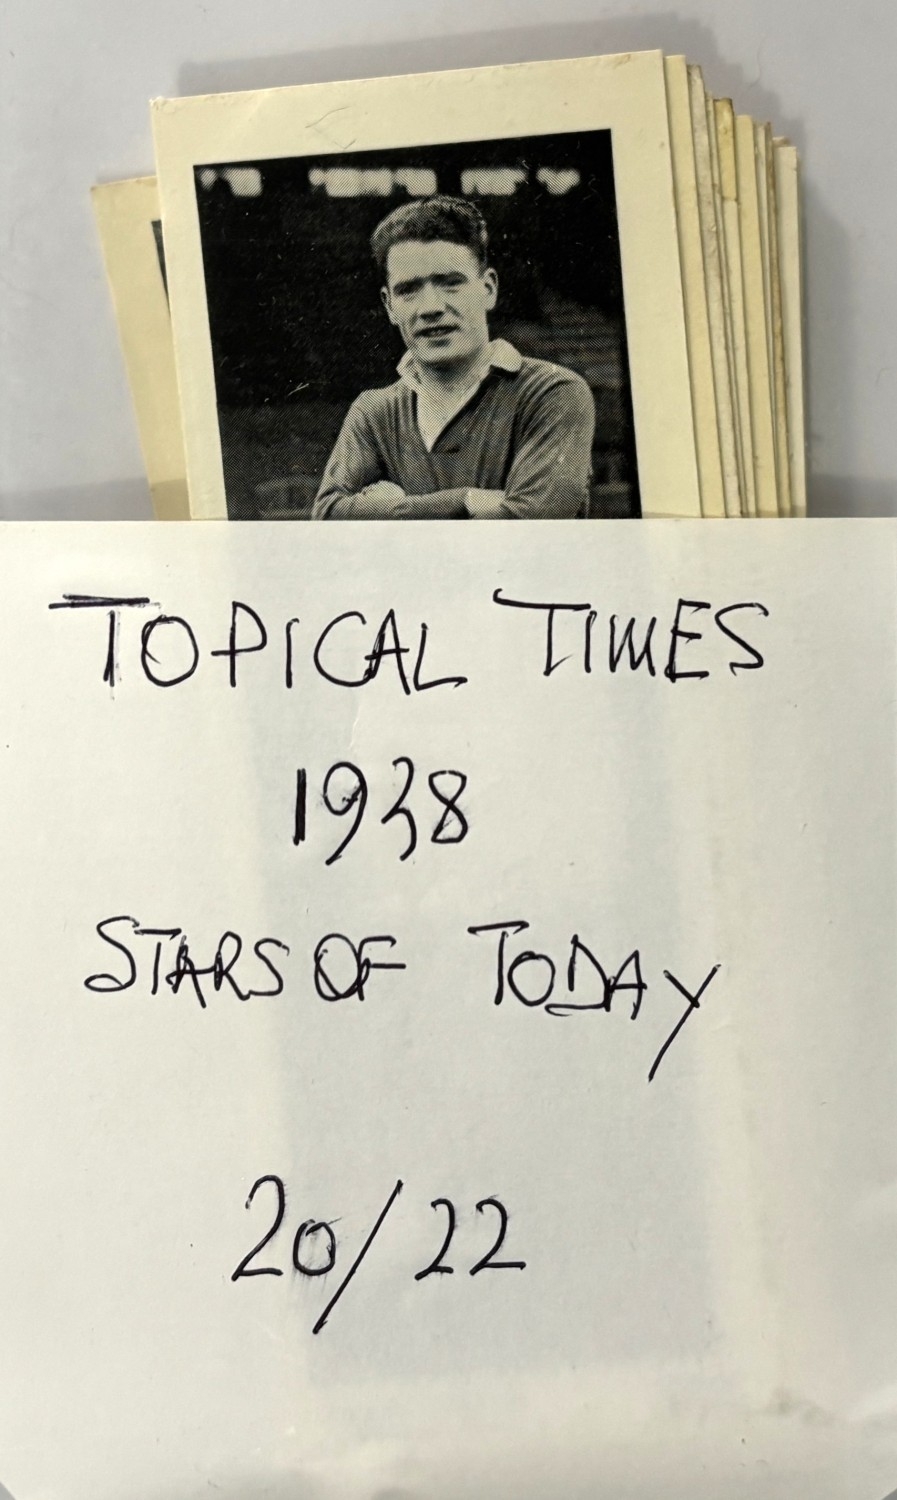 TOPICAL TIMES
1938
STARS OF TODAY
20/22